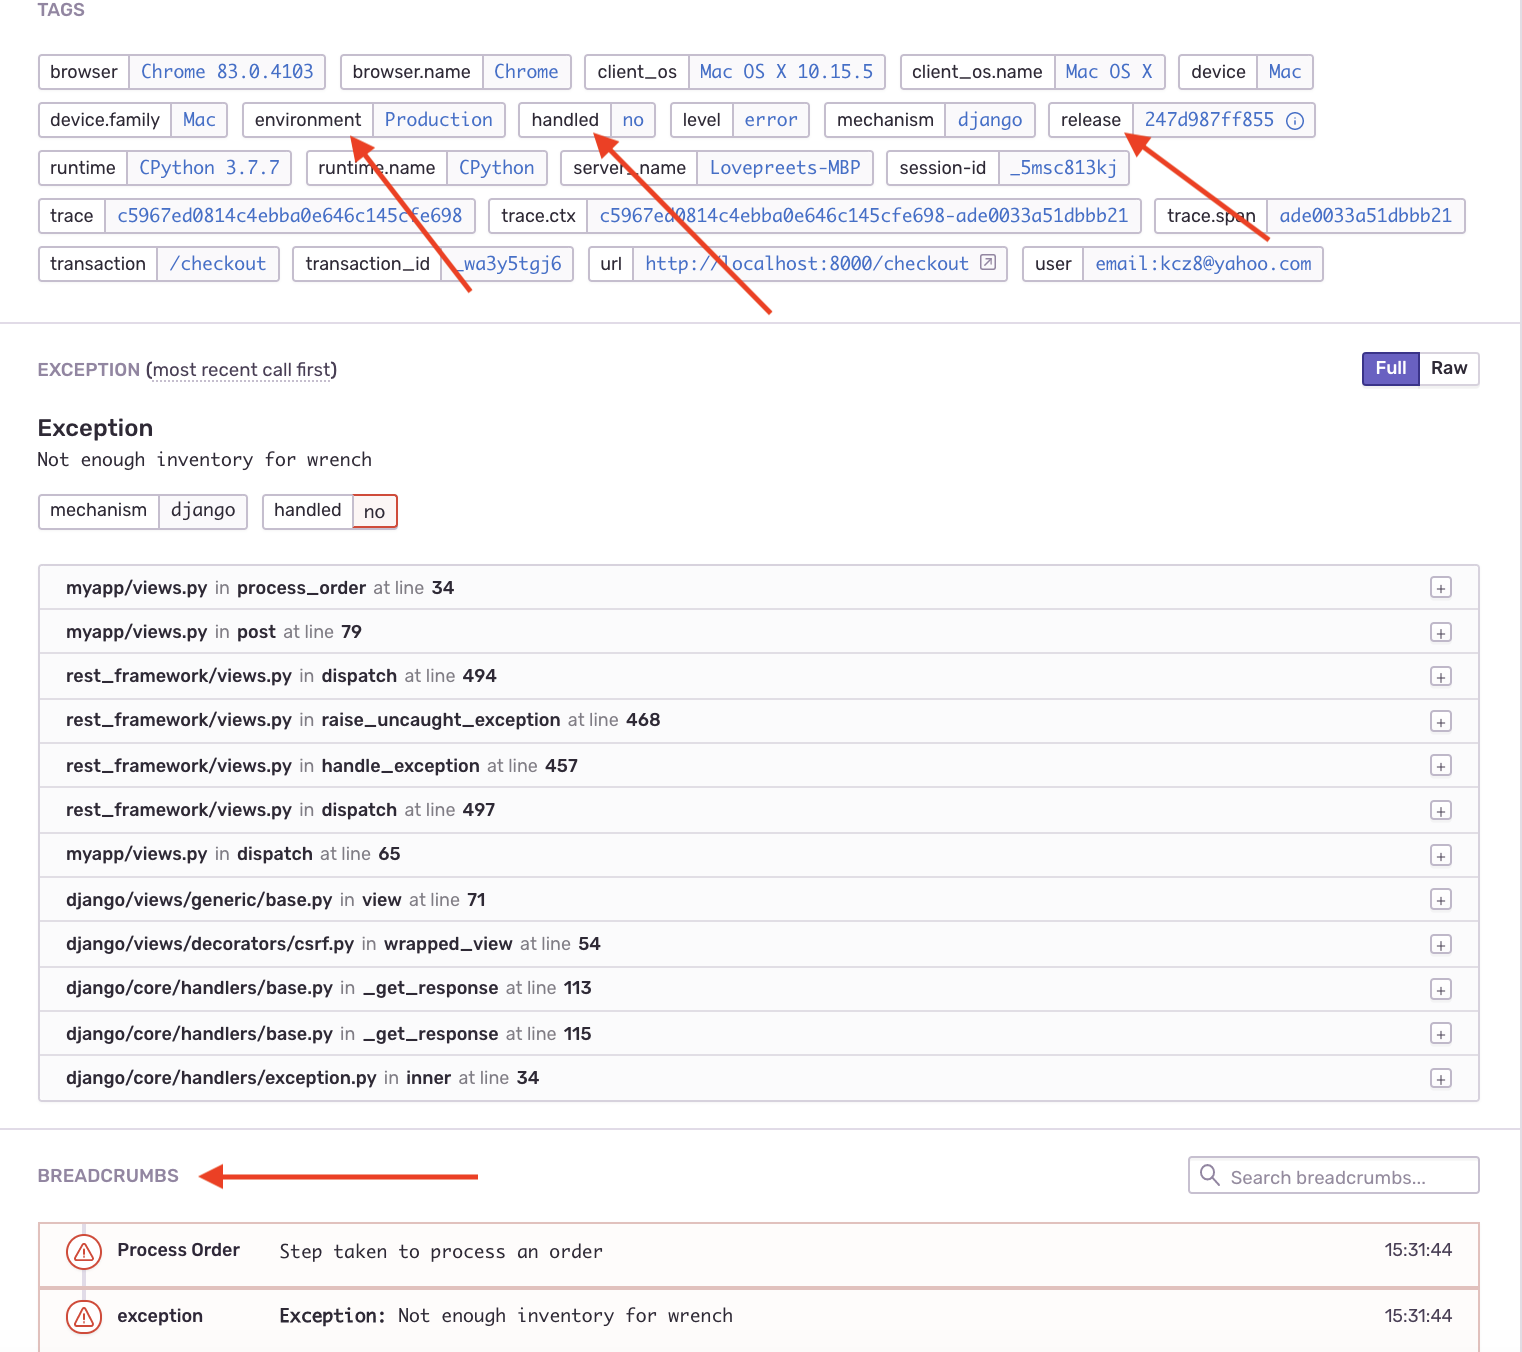 TAGS
browser Chrome 83.0.4103 browser.name Chrome client_os Mac OS X 10.15.5 client_os.name Mac OS X device Mac
device.family Mac environment Production handled no level error mechanism django release 247d987ff855
runtime CPython 3.7.7 runtime.name CPython server_name Lovepreets-MBP session-id _5msc813kj
trace c5967ed0814c4ebba0e646c145cfe698 trace.ctx c5967ed0814c4ebba0e646c145cfe698-ade0033a51dbbb21 trace.span ade0033a51dbbb21
transaction /checkout transaction_id _wa3y5tgj6 url http://localhost:8000/checkout user email:kcz8@yahoo.com
EXCEPTION (most recent call first) Full Raw
Exception
Not enough inventory for wrench
mechanism django handled no
myapp/views.py in process_order at line 34
myapp/views.py in post at line 79
rest_framework/views.py in dispatch at line 494
rest_framework/views.py in raise_uncaught_exception at line 468
rest_framework/views.py in handle_exception at line 457
rest_framework/views.py in dispatch at line 497
myapp/views.py in dispatch at line 65
django/views/generic/base.py in view at line 71
django/views/decorators/csrf.py in wrapped_view at line 54
django/core/handlers/base.py in _get_response at line 113
django/core/handlers/base.py in _get_response at line 115
django/core/handlers/exception.py in inner at line 34
BREADCRUMBS Search breadcrumbs...
Process Order Step taken to process an order 15:31:44
exception Exception: Not enough inventory for wrench 15:31:44